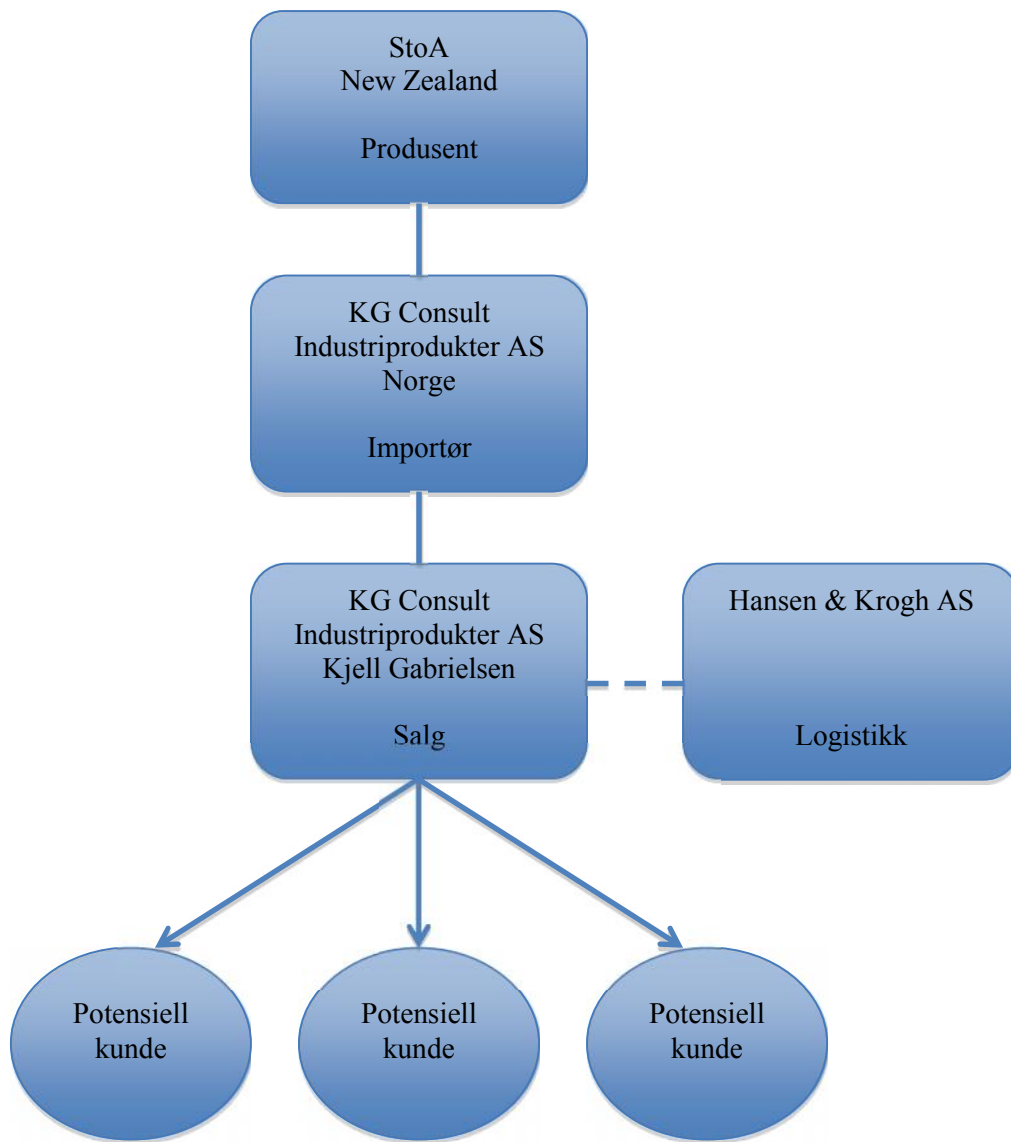 StoA
New Zealand
Produsent
KG Consult
Industriprodukter AS
Norge
Importør
KG Consult
Industriprodukter AS
Kjell Gabrielsen
Salg
Hansen & Krogh AS
Logistikk
Potensiell
kunde
Potensiell
kunde
Potensiell
kunde